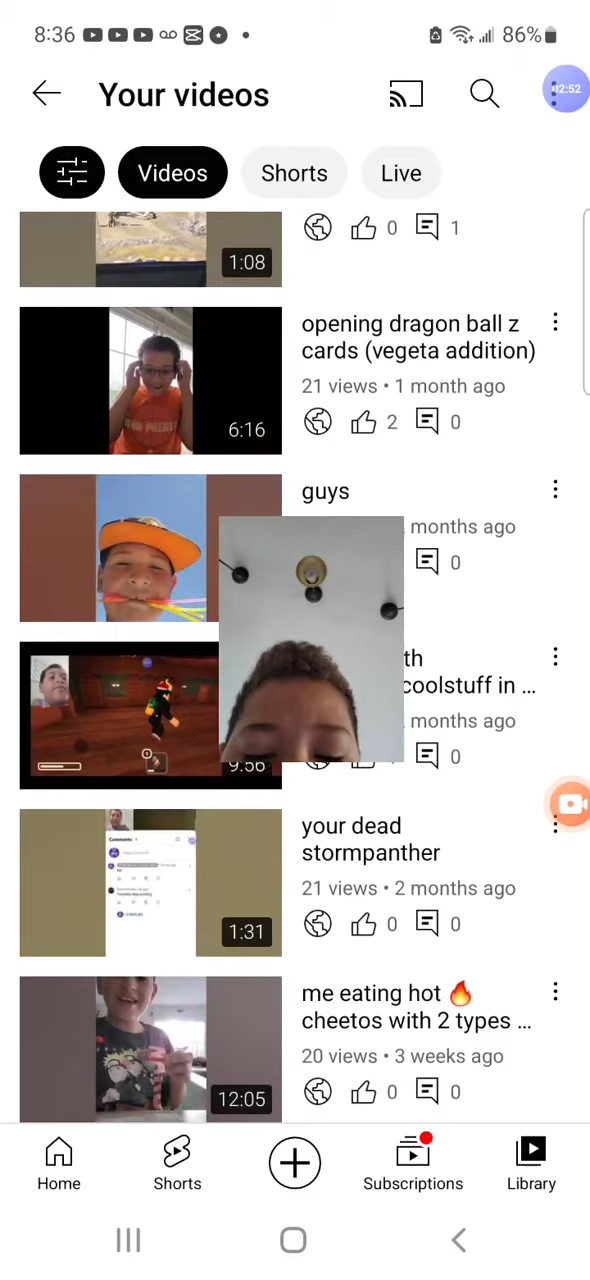 8:36
86%
Your videos
02:52
Videos
Shorts
Live
0
1
1:08
opening dragon ball z
cards (vegeta addition)
21 views • 1 month ago
2
0
6:16
guys
months ago
0
th
coolstuff in ...
months ago
0
9:56
your dead
stormpanther
21 views • 2 months ago
0
0
Comments
1:31
me eating hot 🔥
cheetos with 2 types ...
20 views • 3 weeks ago
0
0
12:05
Home
Shorts
Subscriptions
Library